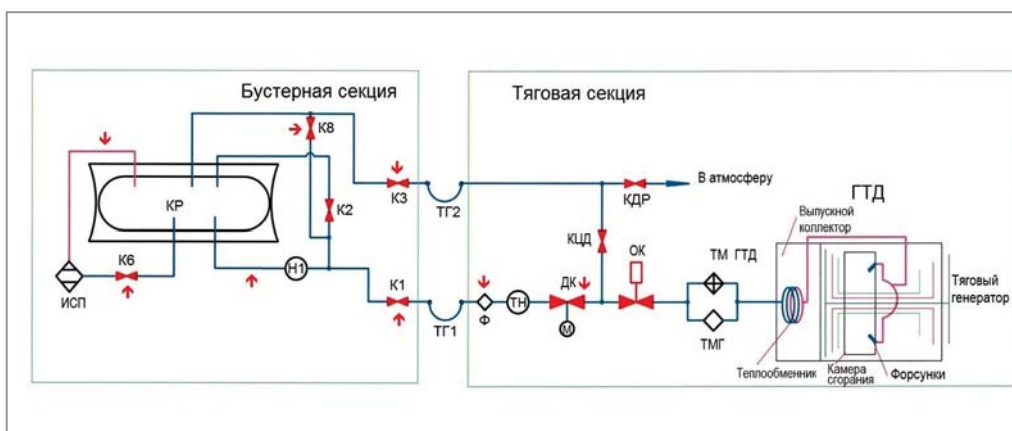 Бустерная секция
Тяговая секция
К8
КР
К2
К3
ТГ2
В атмосферу
КДР
ГТД
Выпускной
коллектор
КЦД
ОК
ТМ ГТД
К6
ИСП
Н1
К1
ТГ1
Ф
ТН
ДК
М
ТМГ
Тяговый
генератор
Теплообменник
Камера
сгорания
Форсунки